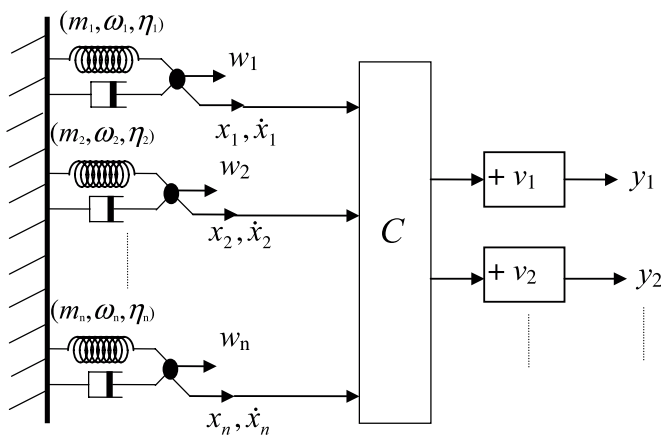 (m₁, ω₁, η₁)
w₁
x₁, ẋ₁
(m₂, ω₂, η₂)
w₂
x₂, ẋ₂
(mₙ, ωₙ, ηₙ)
wₙ
xₙ, ẋₙ
C
+ v₁
y₁
+ v₂
y₂